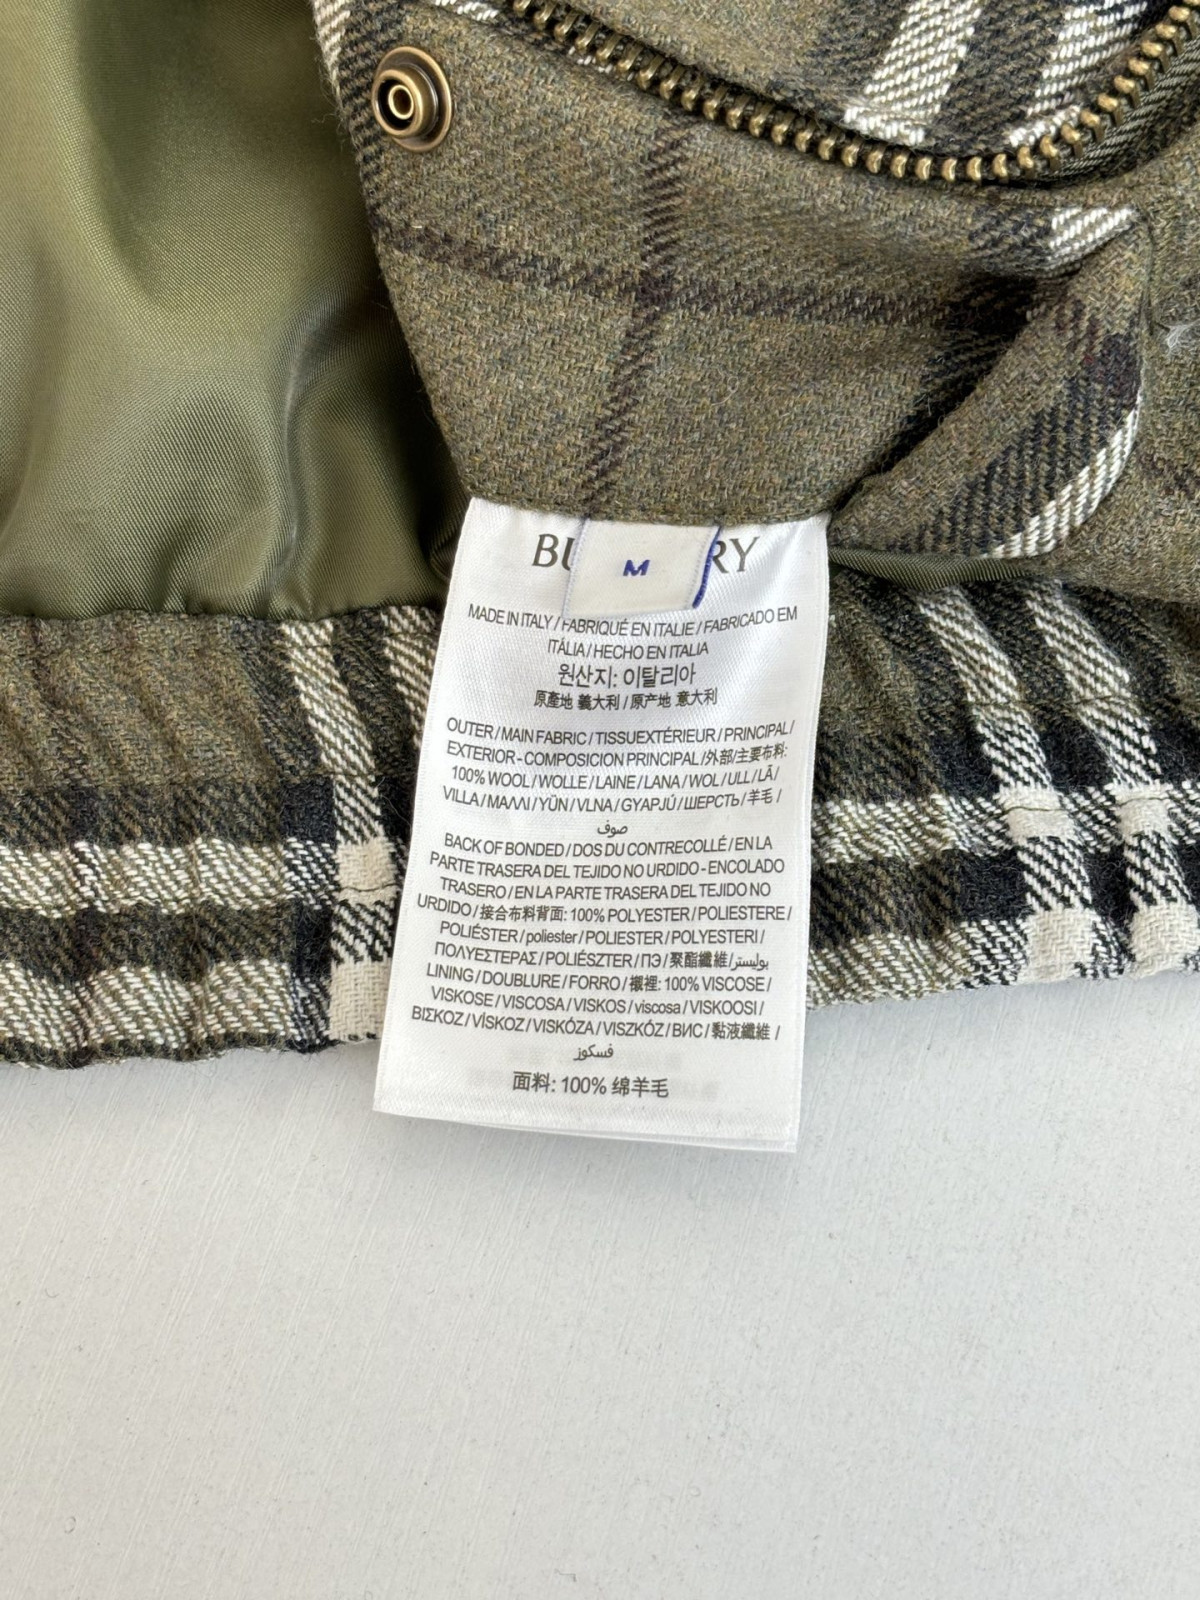 BU RY
M
MADE IN ITALY / FABRIQUÉ EN ITALIE / FABRICADO EM
ITÁLIA / HECHO EN ITALIA
원산지: 이탈리아
原產地 義大利 / 原产地 意大利
OUTER / MAIN FABRIC / TISSUEXTÉRIEUR / PRINCIPAL /
EXTERIOR - COMPOSICION PRINCIPAL /外部/主要布料:
100% WOOL / WOLLE / LAINE / LANA / WOL / ULL / LÃ /
VILLA / ΜΑΛΛΙ / YÜN / VLNA / GYAPJÚ / ШЕРСТЬ / 羊毛 /
صوف
BACK OF BONDED / DOS DU CONTRECOLLÉ / EN LA
PARTE TRASERA DEL TEJIDO NO URDIDO - ENCOLADO
TRASERO / EN LA PARTE TRASERA DEL TEJIDO NO
URDIDO / 接合布料背面: 100% POLYESTER / POLIESTERE /
POLIÉSTER / poliester / POLIESTER / POLYESTERI /
ΠΟΛΥΕΣΤΕΡΑΣ / POLIÉSZTER / ПЭ / 聚酯纖維 / بوليستر
LINING / DOUBLURE / FORRO / 襯裡: 100% VISCOSE /
VISKOSE / VISCOSA / VISKOS / viscosa / VISKOOSI /
ΒΙΣΚΟΖ / VÍSKOZ / VISKÓZA / VISZKÓZ / ВИС / 黏液纖維 /
فسكوز
面料: 100% 绵羊毛